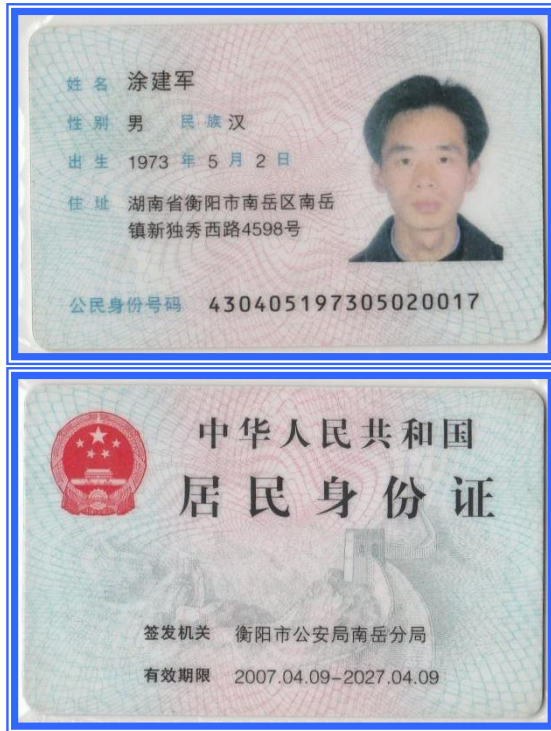 姓名 涂建军
性别 男 民族 汉
出生 1973 年 5 月 2 日
住址 湖南省衡阳市南岳区南岳
镇新独秀西路4598号
公民身份号码 430405197305020017
中华人民共和国
居民身份证
签发机关 衡阳市公安局南岳分局
有效期限 2007.04.09-2027.04.09